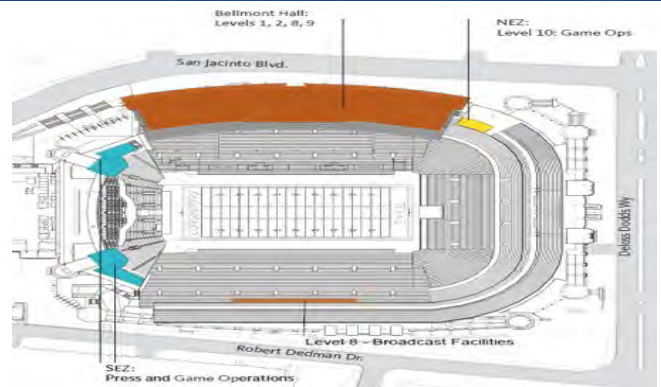 Bellmont Hall:
Levels 1, 2, 8, 9
NEZ:
Level 10: Game Ops
San Jacinto Blvd.
TEXAS
Deloss Dodds Wy
Level 8 - Broadcast Facilities
Robert Dedman Dr.
SEZ:
Press and Game Operations